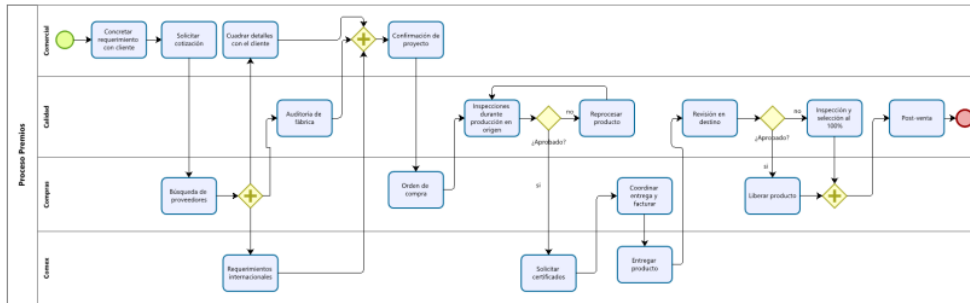 Proceso Premios
Comercial
Concretar
requerimiento
con cliente
Solicitar
cotización
Cuadrar detalles
con el cliente
Confirmación de
proyecto
Calidad
Auditoria de
fábrica
Inspecciones
durante
producción en
origen
¿Aprobado?
no
Reprocesar
producto
Revisión en
destino
¿Aprobado?
no
Inspección y
selección al
100%
Post-venta
Compras
Búsqueda de
proveedores
Orden de
compra
si
Coordinar
entrega y
facturar
si
Liberar producto
Comex
Requerimientos
internacionales
Solicitar
certificados
Entregar
producto